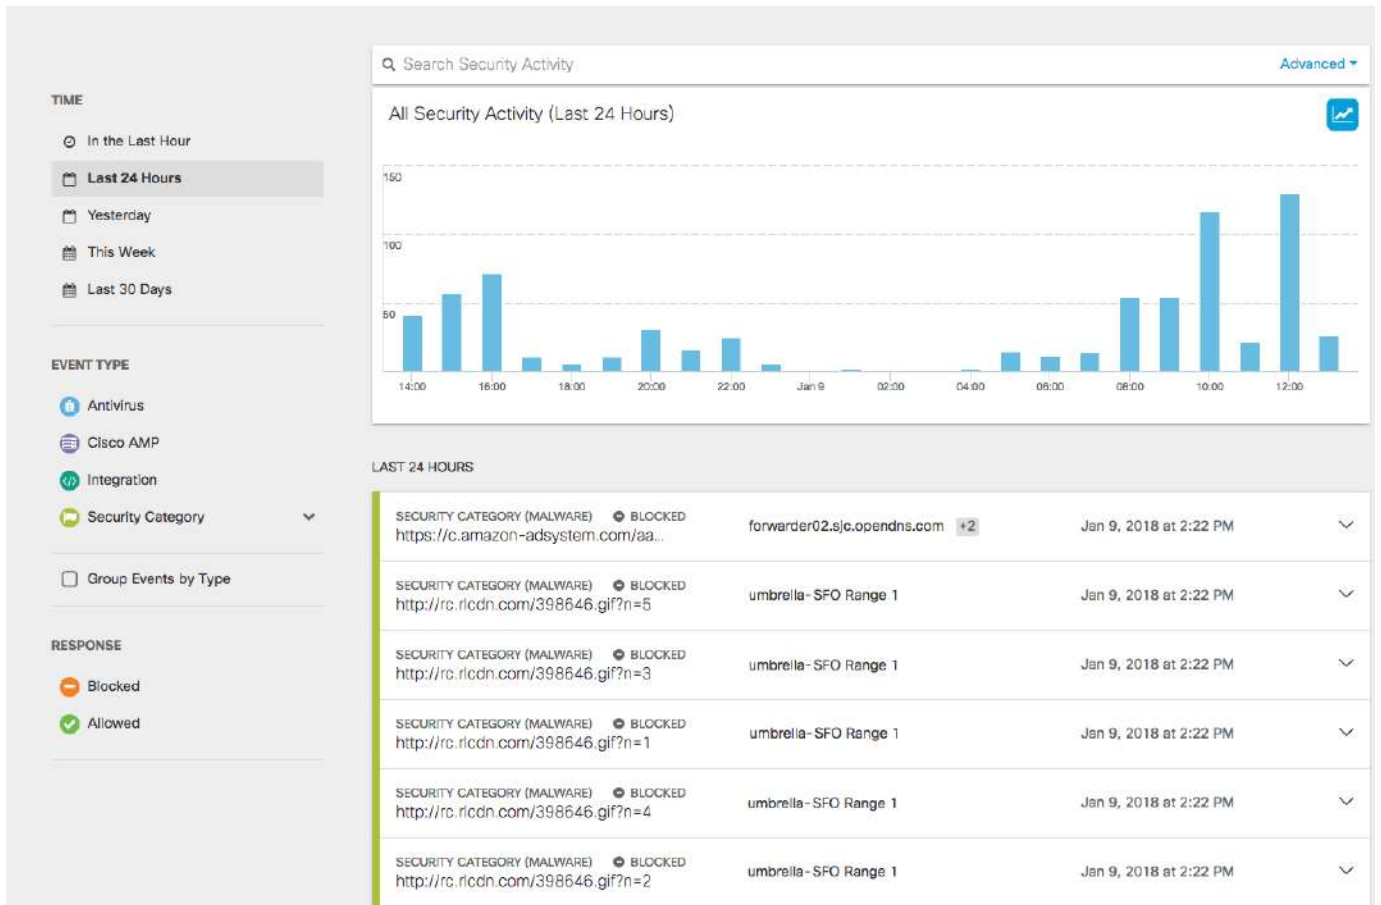 Search Security Activity
Advanced
TIME
In the Last Hour
Last 24 Hours
Yesterday
This Week
Last 30 Days
EVENT TYPE
Antivirus
Cisco AMP
Integration
Security Category
Group Events by Type
RESPONSE
Blocked
Allowed
All Security Activity (Last 24 Hours)
150
100
50
14:00 16:00 18:00 20:00 22:00 Jan 9 02:00 04:00 06:00 08:00 10:00 12:00
LAST 24 HOURS
SECURITY CATEGORY (MALWARE) BLOCKED
https://c.amazon-adsystem.com/aa...
forwarder02.sjc.opendns.com +2
Jan 9, 2018 at 2:22 PM
SECURITY CATEGORY (MALWARE) BLOCKED
http://rc.rlcdn.com/398646.gif?n=5
umbrella-SFO Range 1
Jan 9, 2018 at 2:22 PM
SECURITY CATEGORY (MALWARE) BLOCKED
http://rc.rlcdn.com/398646.gif?n=3
umbrella-SFO Range 1
Jan 9, 2018 at 2:22 PM
SECURITY CATEGORY (MALWARE) BLOCKED
http://rc.rlcdn.com/398646.gif?n=1
umbrella-SFO Range 1
Jan 9, 2018 at 2:22 PM
SECURITY CATEGORY (MALWARE) BLOCKED
http://rc.rlcdn.com/398646.gif?n=4
umbrella-SFO Range 1
Jan 9, 2018 at 2:22 PM
SECURITY CATEGORY (MALWARE) BLOCKED
http://rc.rlcdn.com/398646.gif?n=2
umbrella-SFO Range 1
Jan 9, 2018 at 2:22 PM